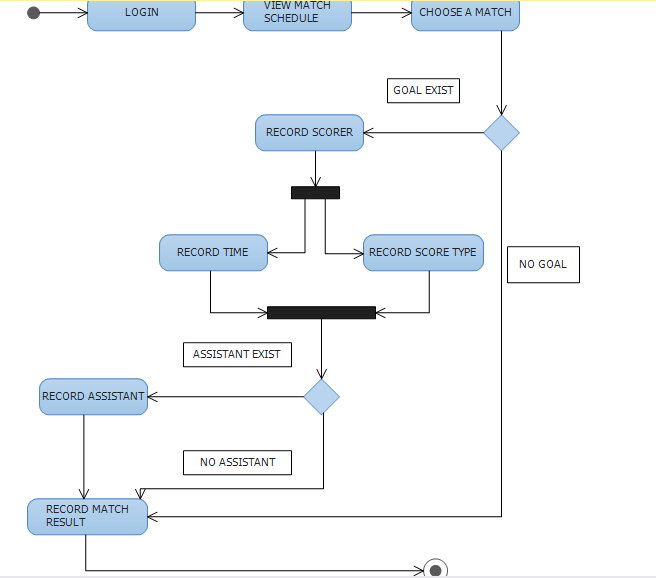 LOGIN
VIEW MATCH
SCHEDULE
CHOOSE A MATCH
GOAL EXIST
RECORD SCORER
RECORD TIME
RECORD SCORE TYPE
NO GOAL
ASSISTANT EXIST
RECORD ASSISTANT
NO ASSISTANT
RECORD MATCH
RESULT